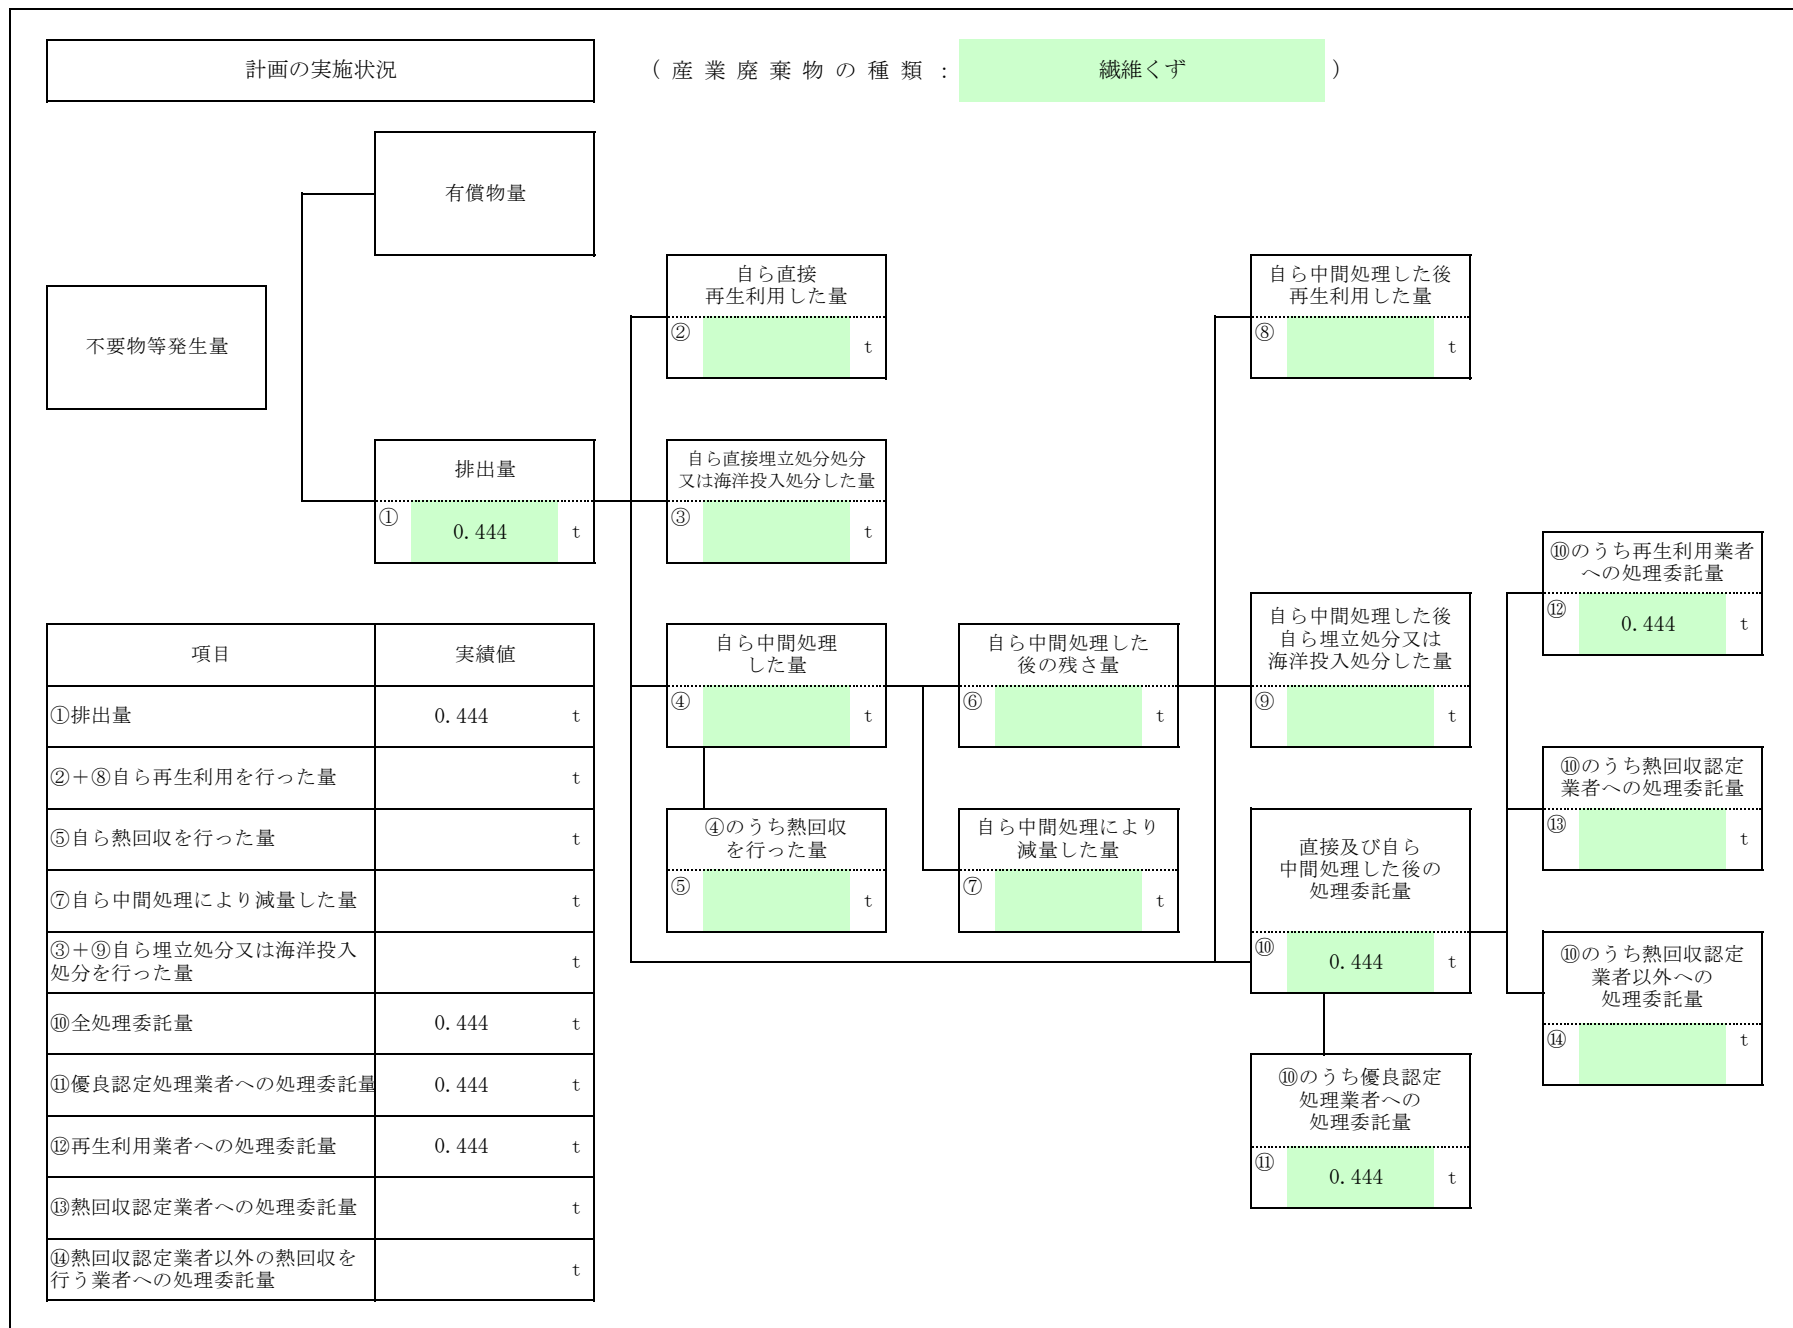 計画の実施状況
（産業廃棄物の種類：
繊維くず
）
有償物量
不要物等発生量
排出量
①
0.444
t
自ら直接
再生利用した量
②
t
自ら直接埋立処分処分
又は海洋投入処分した量
③
t
自ら中間処理
した量
④
t
④のうち熱回収
を行った量
⑤
t
自ら中間処理した
後の残さ量
⑥
t
自ら中間処理により
減量した量
⑦
t
自ら中間処理した後
再生利用した量
⑧
t
自ら中間処理した後
自ら埋立処分又は
海洋投入処分した量
⑨
t
直接及び自ら
中間処理した後の
処理委託量
⑩
0.444
t
⑩のうち優良認定
処理業者への
処理委託量
⑪
0.444
t
⑩のうち再生利用業者
への処理委託量
⑫
0.444
t
⑩のうち熱回収認定
業者への処理委託量
⑬
t
⑩のうち熱回収認定
業者以外への
処理委託量
⑭
t
項目 実績値
①排出量 0.444 t
②＋⑧自ら再生利用を行った量 t
⑤自ら熱回収を行った量 t
⑦自ら中間処理により減量した量 t
③＋⑨自ら埋立処分又は海洋投入
処分を行った量 t
⑩全処理委託量 0.444 t
⑪優良認定処理業者への処理委託量 0.444 t
⑫再生利用業者への処理委託量 0.444 t
⑬熱回収認定業者への処理委託量 t
⑭熱回収認定業者以外の熱回収を
行う業者への処理委託量 t